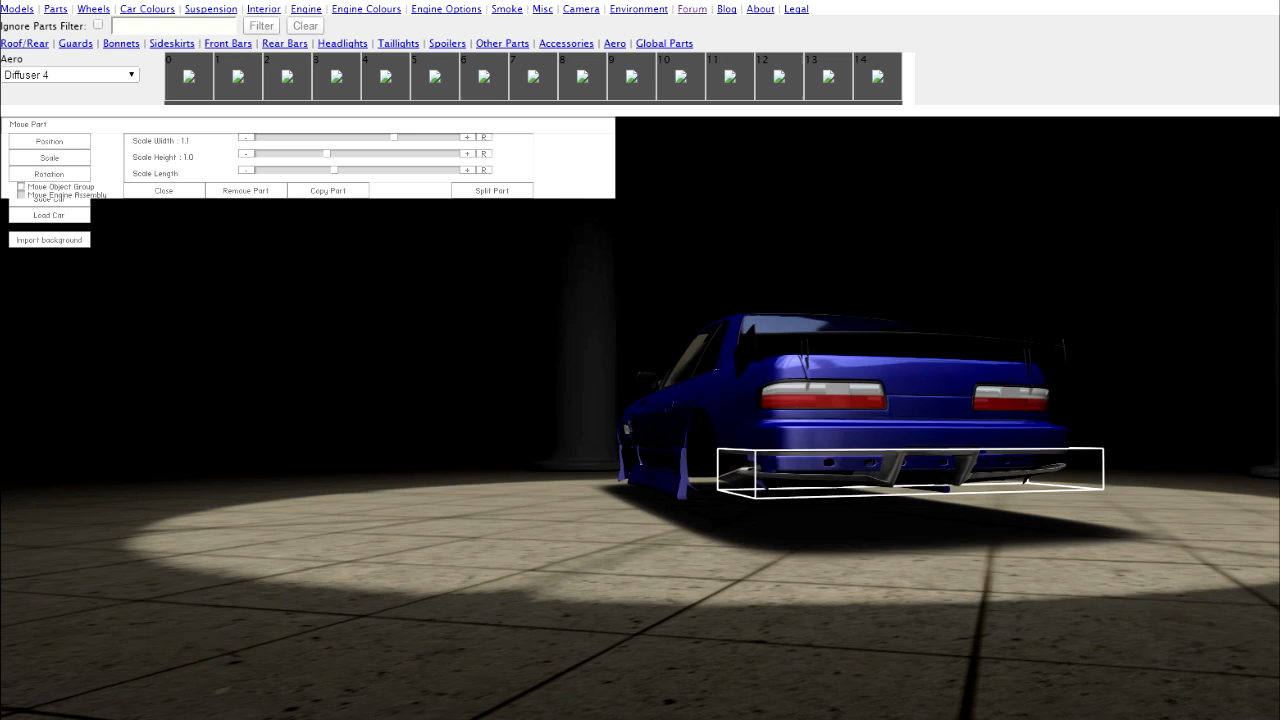 Models | Parts | Wheels | Car Colours | Suspension | Interior | Engine | Engine Colours | Engine Options | Smoke | Misc | Camera | Environment | Forum | Blog | About | Legal
Ignore Parts Filter: Filter Clear
Roof/Rear | Guards | Bonnets | Sideskirts | Front Bars | Rear Bars | Headlights | Taillights | Spoilers | Other Parts | Accessories | Aero | Global Parts
Aero 0 1 2 3 4 5 6 7 8 9 10 11 12 13 14
Diffuser 4
Move Part
Position Scale Width : 1.1 - + R
Scale Scale Height : 1.0 - + R
Rotation Scale Length - + R
Move Object Group
Close Remove Part Copy Part Split Part
Move Engine Assembly
Save Car
Load Car
Import background